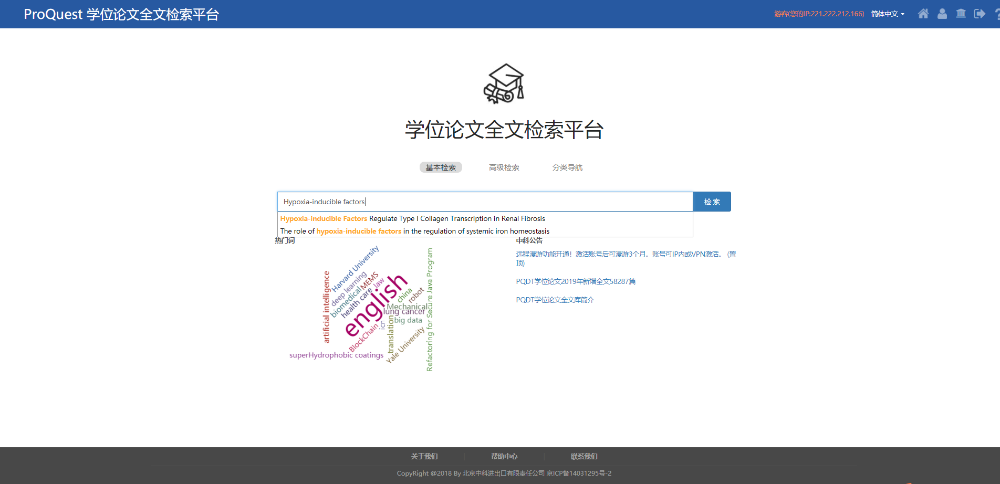 ProQuest 学位论文全文检索平台
游客(您的IP:221.222.212.166) 简体中文
学位论文全文检索平台
基本检索 高级检索 分类导航
Hypoxia-inducible factors 检 索
Hypoxia-inducible Factors Regulate Type I Collagen Transcription in Renal Fibrosis
The role of hypoxia-inducible factors in the regulation of systemic iron homeostasis
热门词
Harvard University
deep learning
MEMS
law
biomedical
health care
artificial intelligence
english
china
robot
Mechanical
lung cancer
big data
icn
translation
BlockChain
Yale University
superHydrophobic coatings
Refactoring for Secure Java Program
中科公告
远程漫游功能开通！激活账号后可漫游3个月。账号可IP内或VPN激活。 (置
顶)
PQDT学位论文2019年新增全文58287篇
PQDT学位论文全文库简介
关于我们 | 帮助中心 | 联系我们
CopyRight @2018 By 北京中科进出口有限责任公司 京ICP备14031295号-2